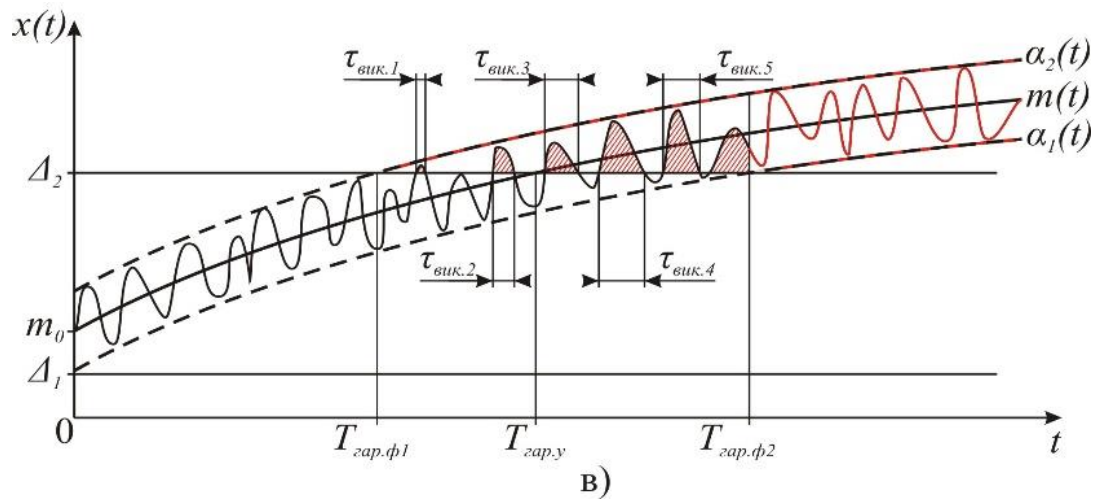 x(t)
τвик.1 τвик.3 τвик.5 α₂(t)
m(t)
α₁(t)
Δ₂
τвик.2 τвик.4
m₀
Δ₁
0 Tгар.ф1 Tгар.у Tгар.ф2 t
в)